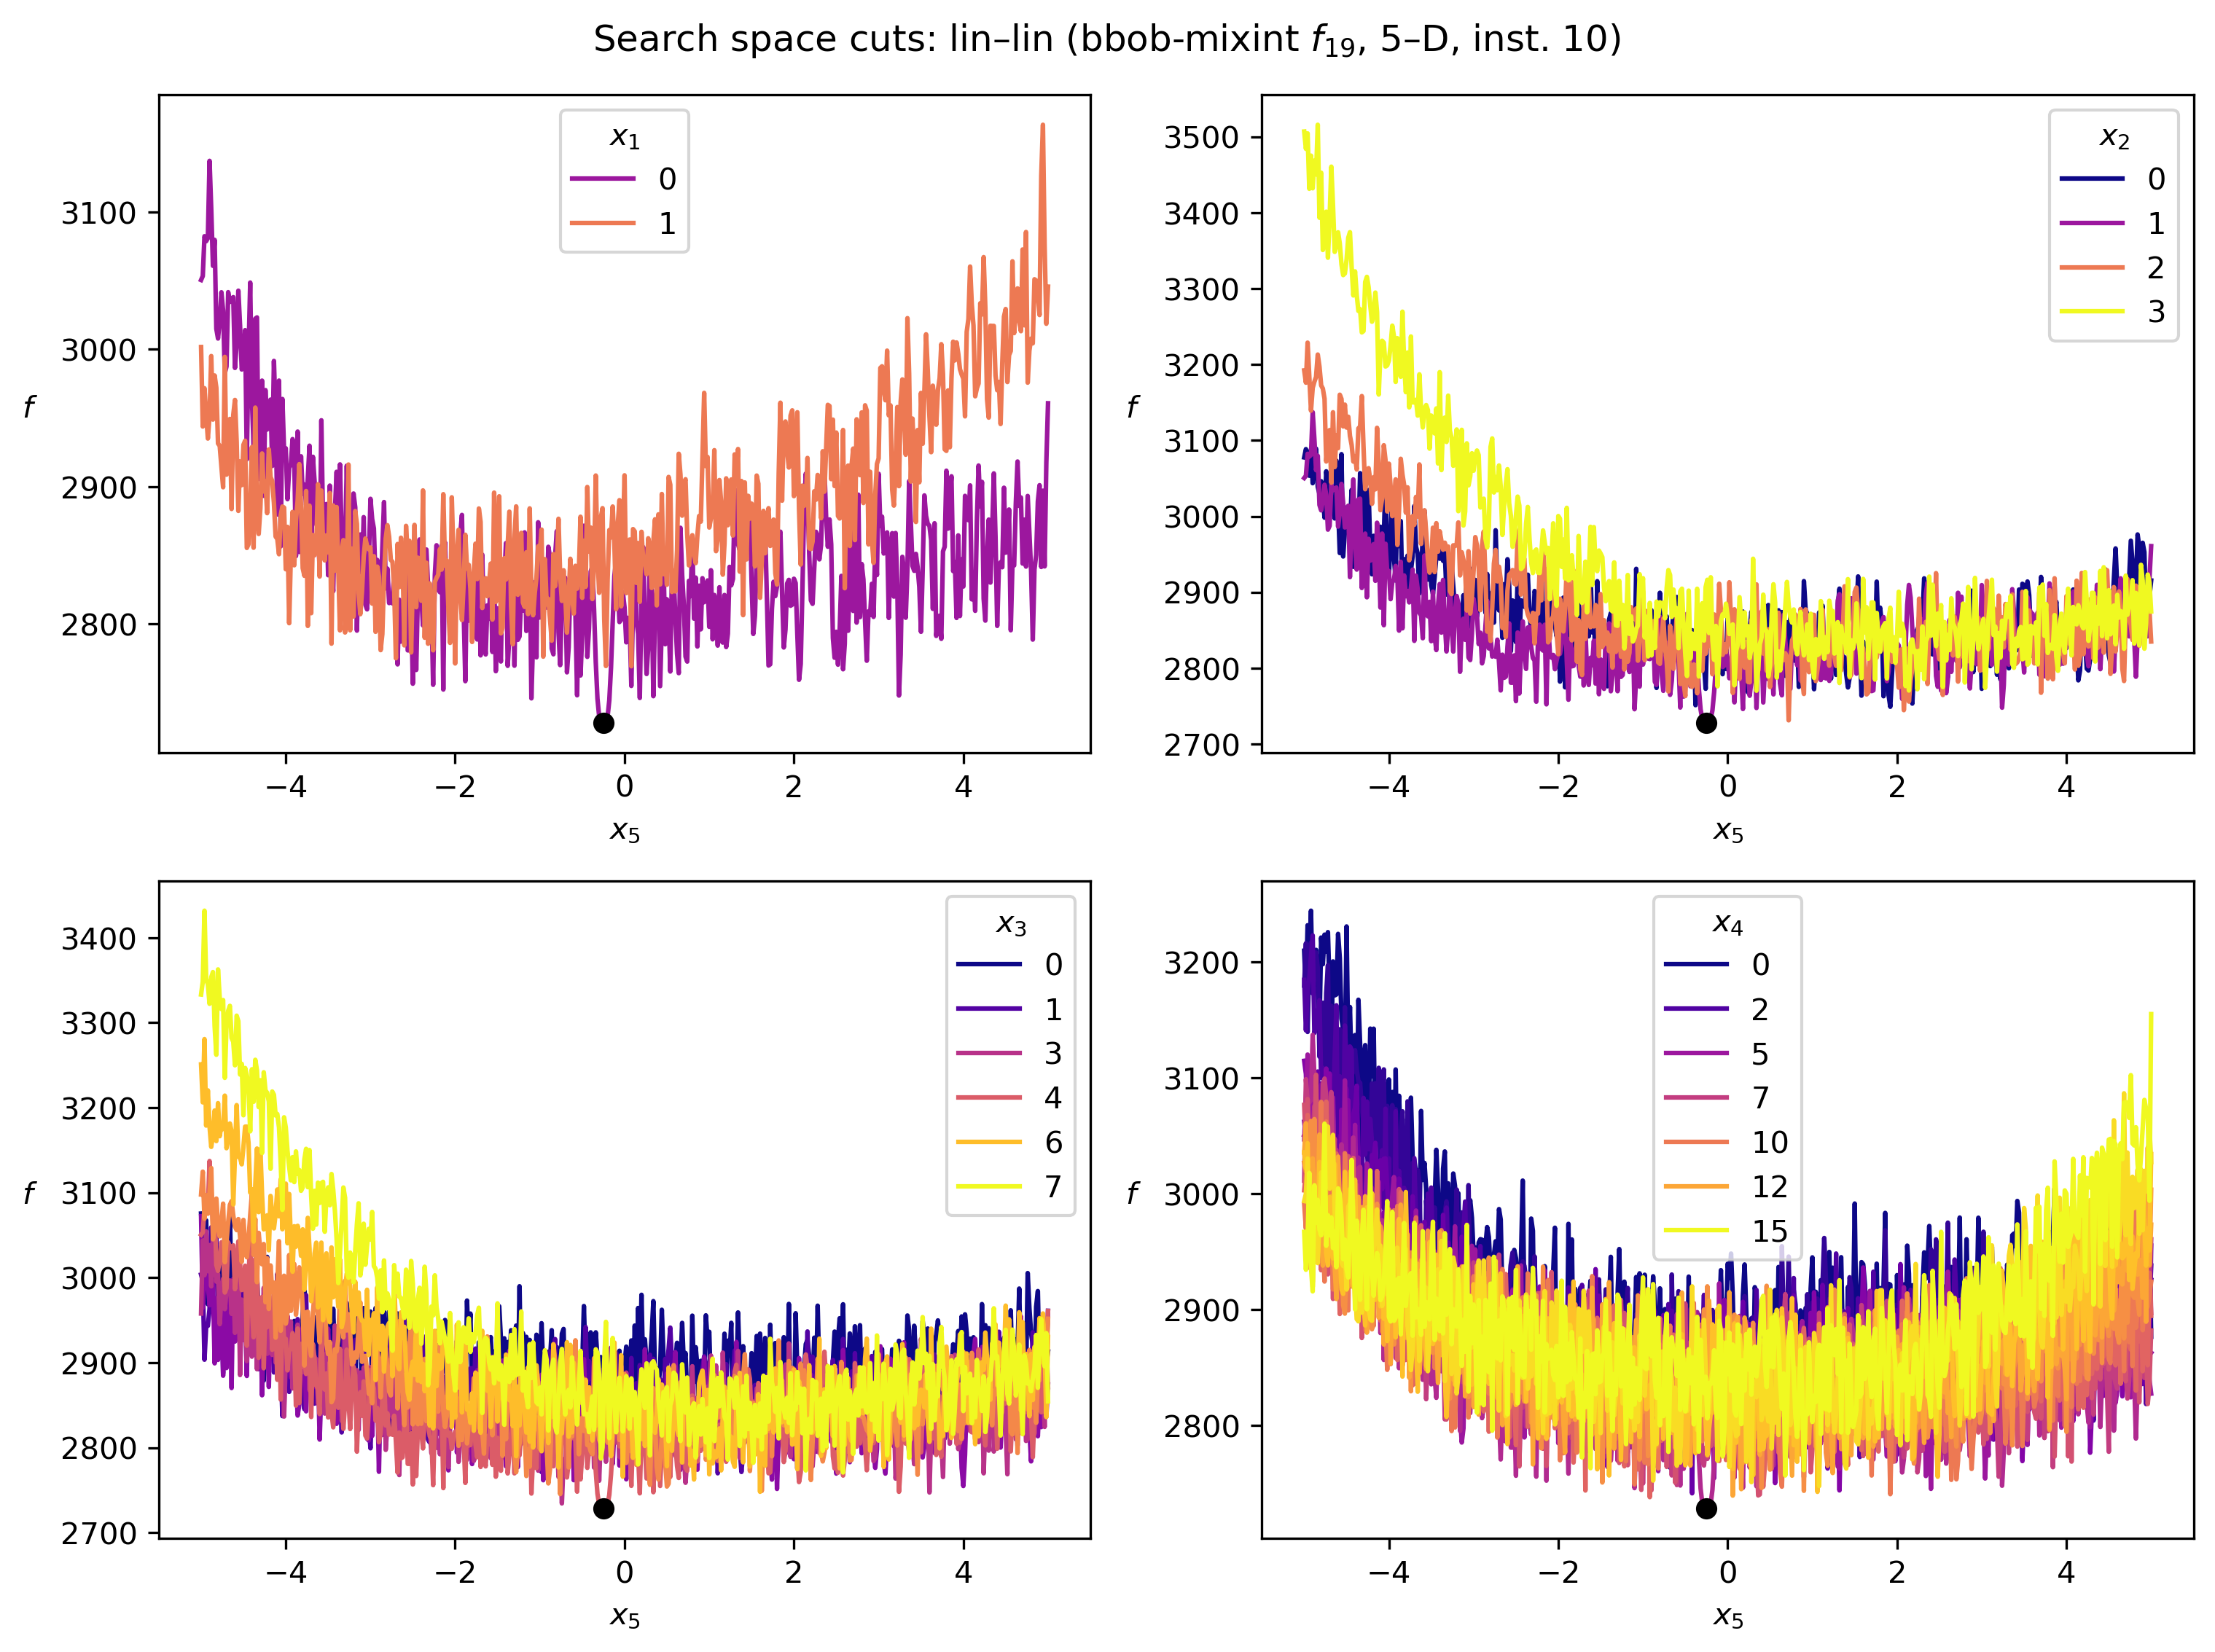 Search space cuts: lin–lin (bbob-mixint f₁₉, 5–D, inst. 10)
x₁
0
1
3100
3000
2900
2800
f
−4 −2 0 2 4
x₅
x₂
0
1
2
3
3500
3400
3300
3200
3100
3000
2900
2800
2700
f
−4 −2 0 2 4
x₅
x₃
0
1
3
4
6
7
3400
3300
3200
3100
3000
2900
2800
2700
f
−4 −2 0 2 4
x₅
x₄
0
2
5
7
10
12
15
3200
3100
3000
2900
2800
f
−4 −2 0 2 4
x₅